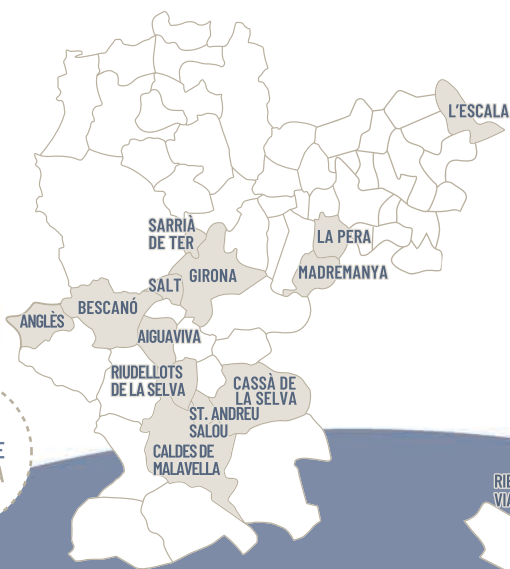 L'ESCALA
SARRIÀ
DE TER
LA PERA
GIRONA
MADREMANYA
SALT
BESCANÓ
ANGLÈS
AIGUAVIVA
RIUDELLOTS
DE LA SELVA
CASSÀ DE
LA SELVA
ST. ANDREU
SALOU
CALDES DE
MALAVELLA